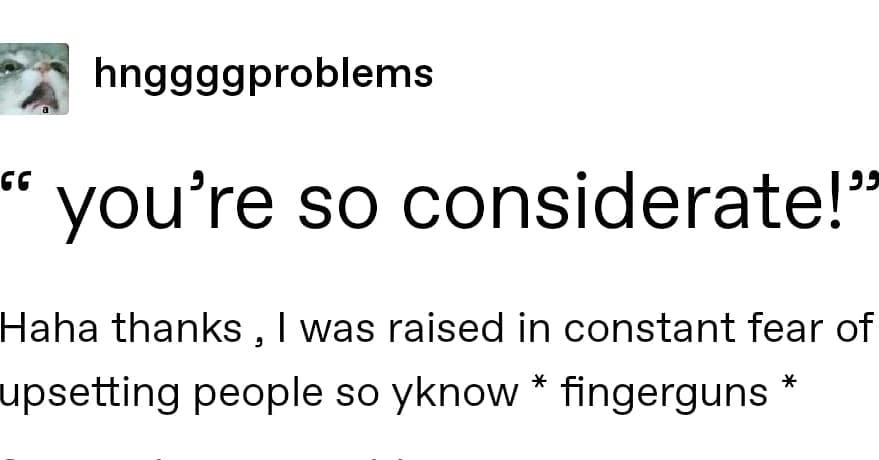 hnggggproblems
“ you’re so considerate!”
Haha thanks , I was raised in constant fear of
upsetting people so yknow * fingerguns *